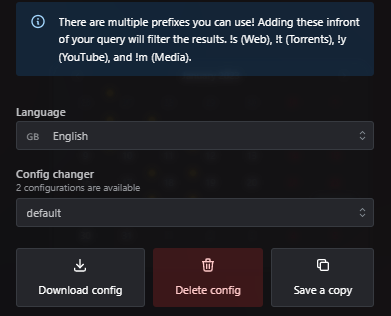 There are multiple prefixes you can use! Adding these infront
of your query will filter the results. !s (Web), !t (Torrents), !y
(YouTube), and !m (Media).
Language
GB English
Config changer
2 configurations are available
default
Download config
Delete config
Save a copy